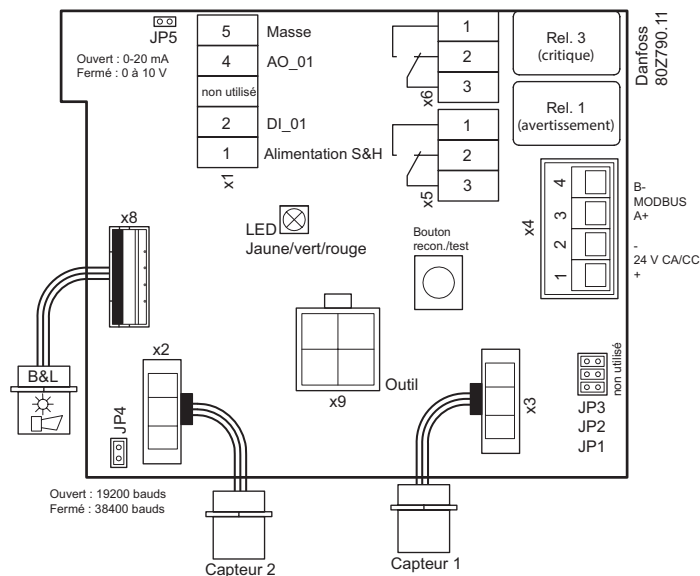 JP5
Ouvert : 0-20 mA
Fermé : 0 à 10 V
5 Masse
4 AO_01
non utilisé
2 DI_01
1 Alimentation S&H
x1
1
2
3
x6
1
2
3
x5
Rel. 3
(critique)
Rel. 1
(avertissement)
Danfoss
80Z790.11
x4
4
3
2
1
B-
MODBUS
A+
-
24 V CA/CC
+
x8
LED
Jaune/vert/rouge
Bouton
recon./test
B&L
x2
x9
Outil
x3
non utilisé
JP3
JP2
JP1
JP4
Ouvert : 19200 bauds
Fermé : 38400 bauds
Capteur 2
Capteur 1